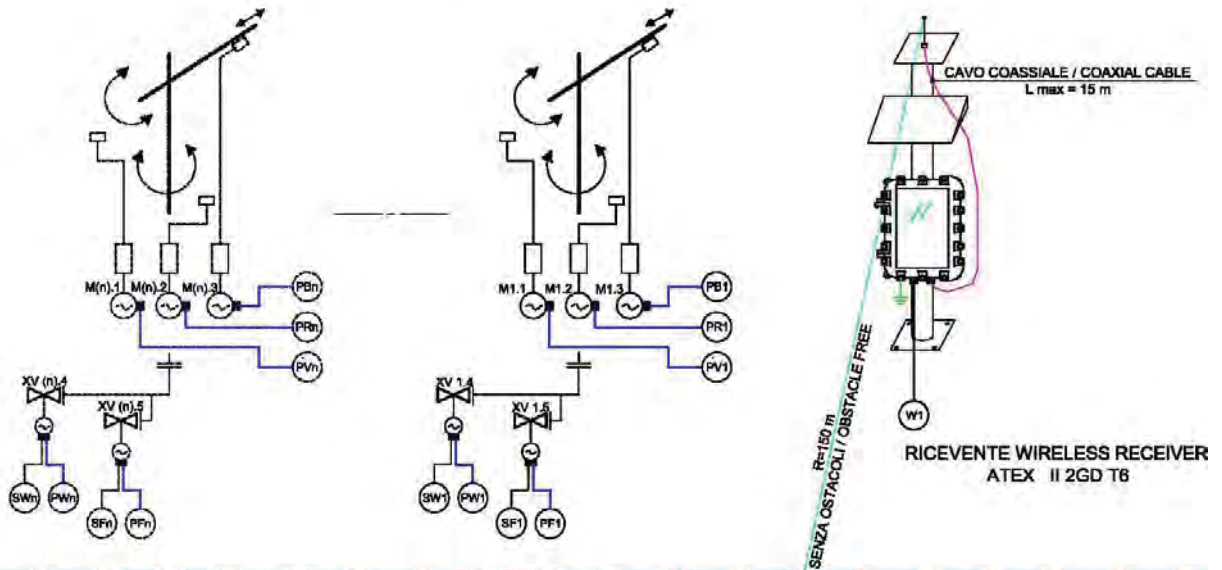 CAVO COASSIALE / COAXIAL CABLE
L max = 15 m
M(n).1
M(n).2
M(n).3
PBn
PRn
PVn
XV (n).4
XV (n).5
SWn
PWn
SFn
PFn
M1.1
M1.2
M1.3
PB1
PR1
PV1
XV 1.4
XV 1.5
SW1
PW1
SF1
PF1
R=150 m
SENZA OSTACOLI / OBSTACLE FREE
W1
RICEVENTE WIRELESS RECEIVER
ATEX II 2GD T6